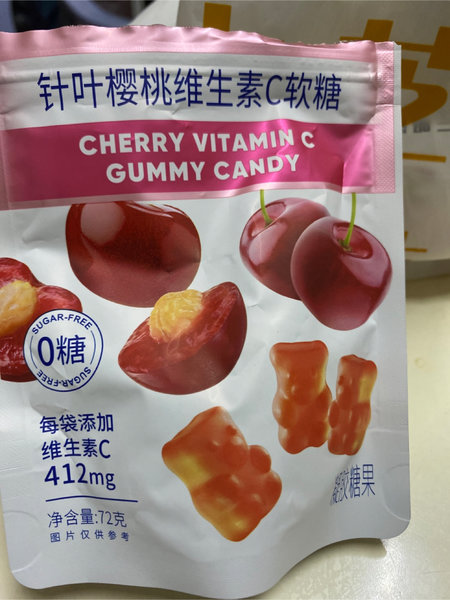 针叶樱桃维生素C软糖
CHERRY VITAMIN C
GUMMY CANDY
SUGAR-FREE
0糖
SUGAR-FREE
每袋添加
维生素C
412mg
净含量:72克
图片仅供参考
凝胶糖果